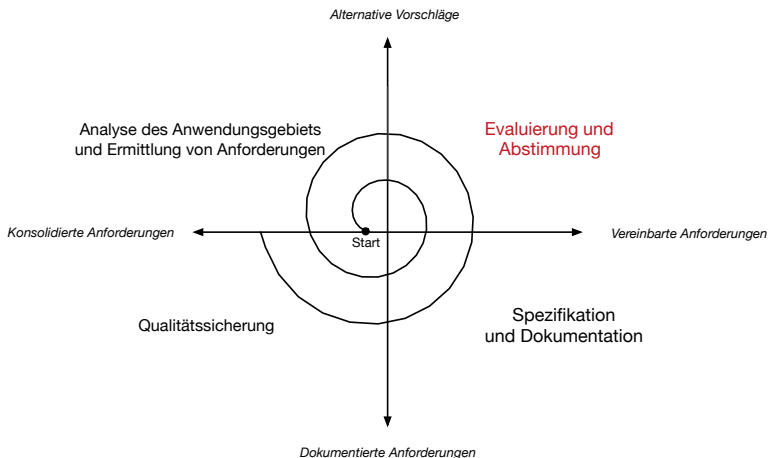 Alternative Vorschläge
Analyse des Anwendungsgebiets
und Ermittlung von Anforderungen
Evaluierung und
Abstimmung
Konsolidierte Anforderungen
Start
Vereinbarte Anforderungen
Qualitätssicherung
Spezifikation
und Dokumentation
Dokumentierte Anforderungen